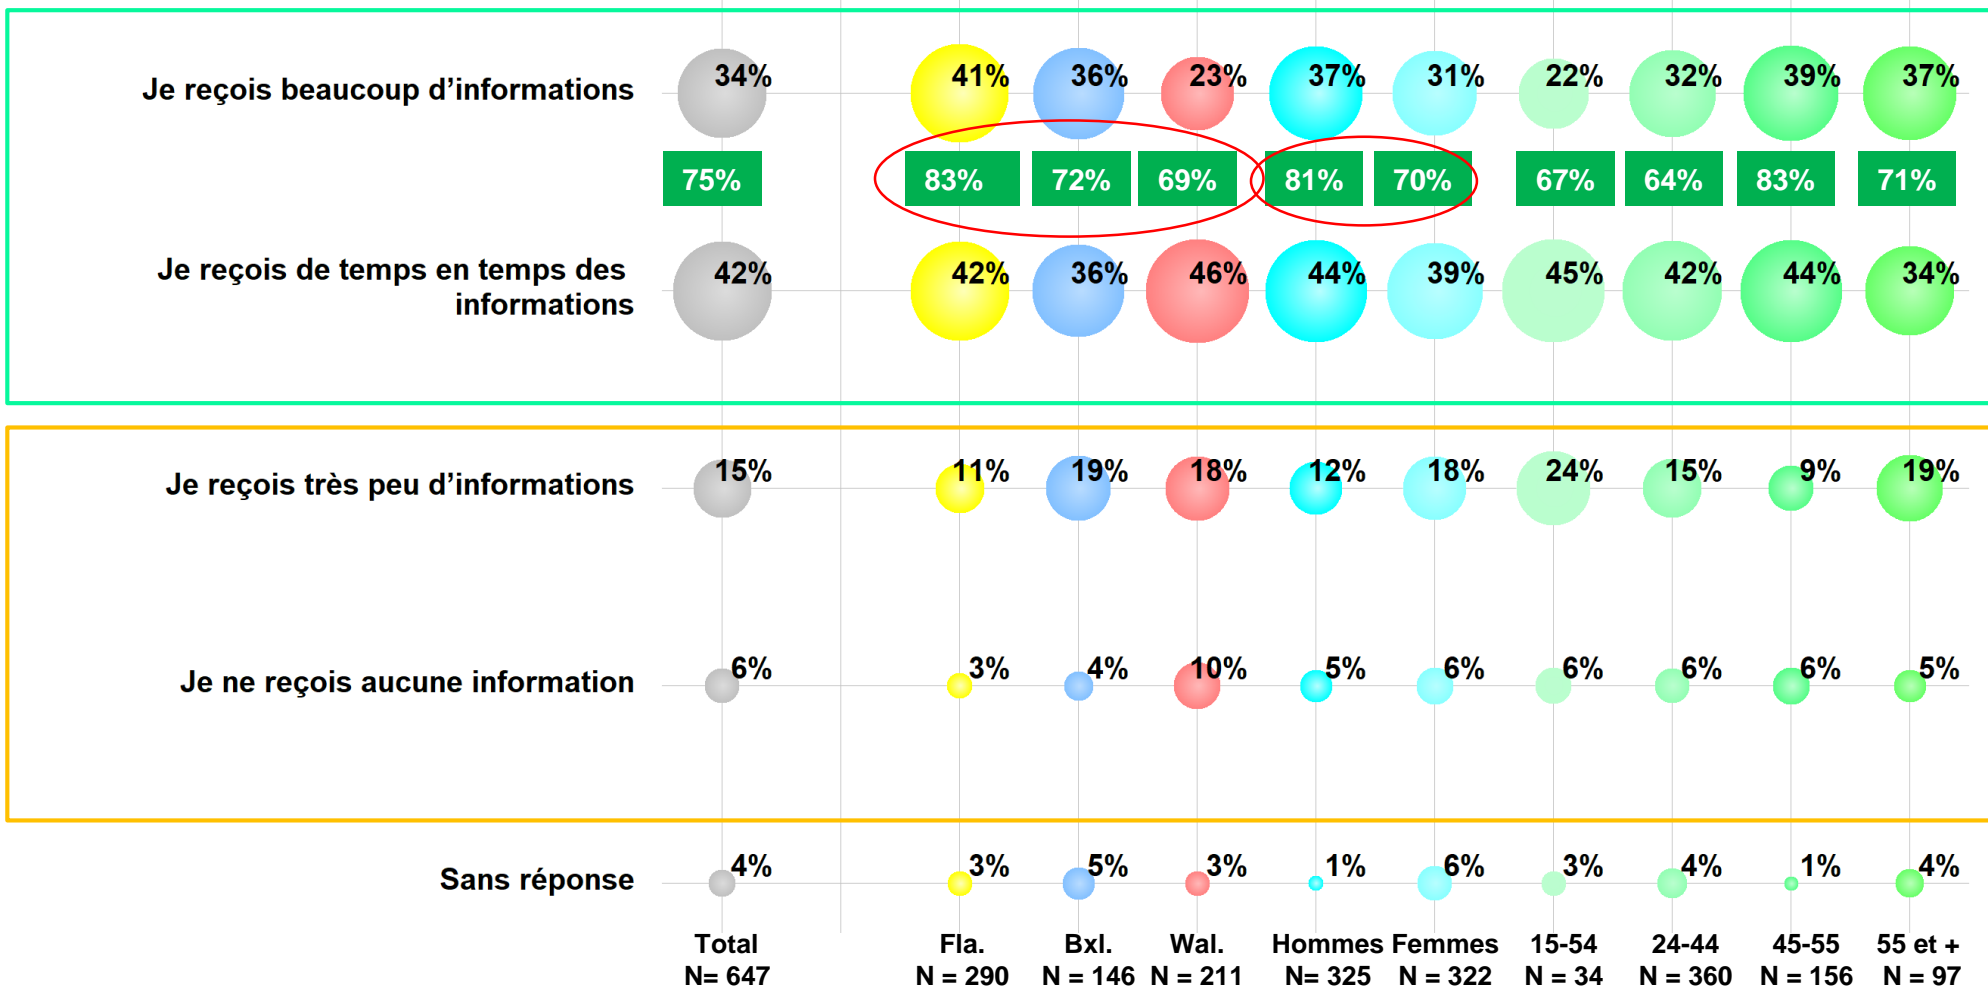 Je reçois beaucoup d’informations 34% 41% 36% 23% 37% 31% 22% 32% 39% 37%
75% 83% 72% 69% 81% 70% 67% 64% 83% 71%
Je reçois de temps en temps des
informations
42% 42% 36% 46% 44% 39% 45% 42% 44% 34%
Je reçois très peu d’informations 15% 11% 19% 18% 12% 18% 24% 15% 9% 19%
Je ne reçois aucune information 6% 3% 4% 10% 5% 6% 6% 6% 6% 5%
Sans réponse 4% 3% 5% 3% 1% 6% 3% 4% 1% 4%
Total Fla. Bxl. Wal. Hommes Femmes 15-54 24-44 45-55 55 et +
N= 647 N = 290 N = 146 N = 211 N= 325 N = 322 N = 34 N = 360 N = 156 N = 97